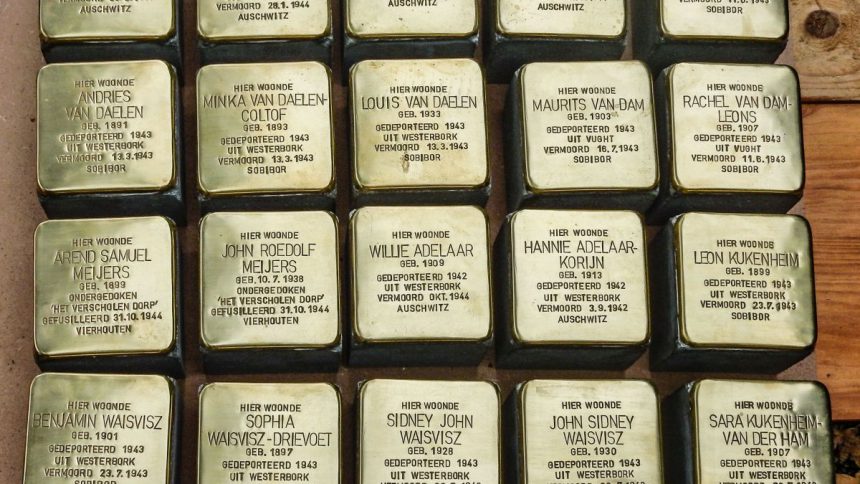 VERMOORD 28.1.1944
AUSCHWITZ
AUSCHWITZ
AUSCHWITZ
AUSCHWITZ
SOBIBOR
HIER WOONDE
ANDRIES
VAN DAELEN
GEB. 1891
GEDEPORTEERD 1943
UIT WESTERBORK
VERMOORD 13.3.1943
SOBIBOR
HIER WOONDE
MINKA VAN DAELEN-
COLTOF
GEB. 1893
GEDEPORTEERD 1943
UIT WESTERBORK
VERMOORD 13.3.1943
SOBIBOR
HIER WOONDE
LOUIS VAN DAELEN
GEB. 1933
GEDEPORTEERD 1943
UIT WESTERBORK
VERMOORD 13.3.1943
SOBIBOR
HIER WOONDE
MAURITS VAN DAM
GEB. 1903
GEDEPORTEERD 1943
UIT VUGHT
VERMOORD 16.7.1943
SOBIBOR
HIER WOONDE
RACHEL VAN DAM-
LEONS
GEB. 1907
GEDEPORTEERD 1943
UIT VUGHT
VERMOORD 11.6.1943
SOBIBOR
HIER WOONDE
AREND SAMUEL
MEIJERS
GEB. 1899
ONDERGEDOKEN
'HET VERSCHOLEN DORP'
GEFUSILLEERD 31.10.1944
VIERHOUTEN
HIER WOONDE
JOHN ROEDOLF
MEIJERS
GEB. 10.7.1938
ONDERGEDOKEN
'HET VERSCHOLEN DORP'
GEFUSILLEERD 31.10.1944
VIERHOUTEN
HIER WOONDE
WILLIE ADELAAR
GEB. 1909
GEDEPORTEERD 1942
UIT WESTERBORK
VERMOORD OKT. 1944
AUSCHWITZ
HIER WOONDE
HANNIE ADELAAR-
KORIJN
GEB. 1913
GEDEPORTEERD 1942
UIT WESTERBORK
VERMOORD 3.9.1942
AUSCHWITZ
HIER WOONDE
LEON KUKENHEIM
GEB. 1899
GEDEPORTEERD 1943
UIT WESTERBORK
VERMOORD 23.7.1943
SOBIBOR
HIER WOONDE
BENJAMIN WAISVISZ
GEB. 1901
GEDEPORTEERD 1943
UIT WESTERBORK
VERMOORD 23.7.1943
HIER WOONDE
SOPHIA
WAISVISZ-DRIEVOET
GEB. 1897
GEDEPORTEERD 1943
UIT WESTERBORK
HIER WOONDE
SIDNEY JOHN
WAISVISZ
GEB. 1928
GEDEPORTEERD 1943
UIT WESTERBORK
HIER WOONDE
JOHN SIDNEY
WAISVISZ
GEB. 1930
GEDEPORTEERD 1943
UIT WESTERBORK
HIER WOONDE
SARA KUKENHEIM-
VAN DER HAM
GEB. 1907
GEDEPORTEERD 1943
UIT WESTERBORK